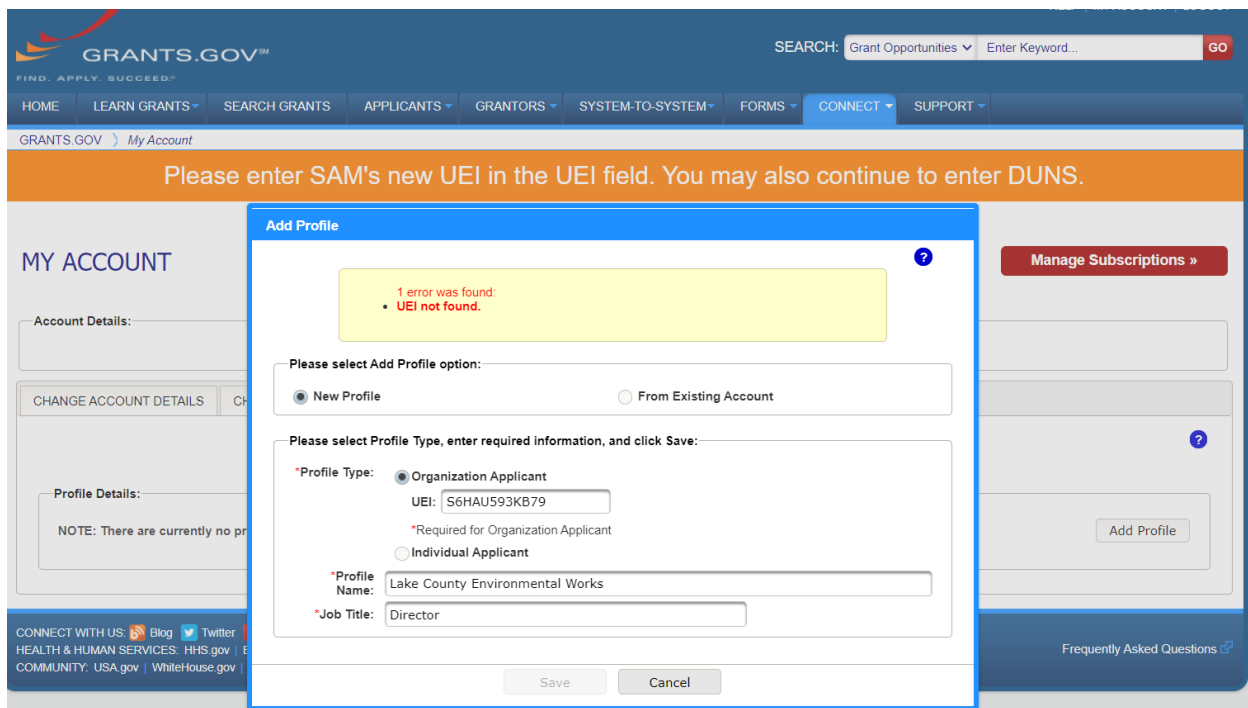 GRANTS.GOV℠
FIND. APPLY. SUCCEED.℠
SEARCH: Grant Opportunities Enter Keyword... GO
HOME LEARN GRANTS SEARCH GRANTS APPLICANTS GRANTORS SYSTEM-TO-SYSTEM FORMS CONNECT SUPPORT
GRANTS.GOV 〉 My Account
Please enter SAM's new UEI in the UEI field. You may also continue to enter DUNS.
Add Profile
MY ACCOUNT
?
Manage Subscriptions »
1 error was found:
• UEI not found.
Account Details:
Please select Add Profile option:
New Profile From Existing Account
CHANGE ACCOUNT DETAILS CH
Please select Profile Type, enter required information, and click Save:
?
*Profile Type: Organization Applicant
UEI: S6HAU593KB79
*Required for Organization Applicant
Individual Applicant
Profile Details:
NOTE: There are currently no pr
Add Profile
*Profile Name: Lake County Environmental Works
*Job Title: Director
CONNECT WITH US: Blog Twitter
HEALTH & HUMAN SERVICES: HHS.gov | E
COMMUNITY: USA.gov | WhiteHouse.gov |
Frequently Asked Questions
Save Cancel